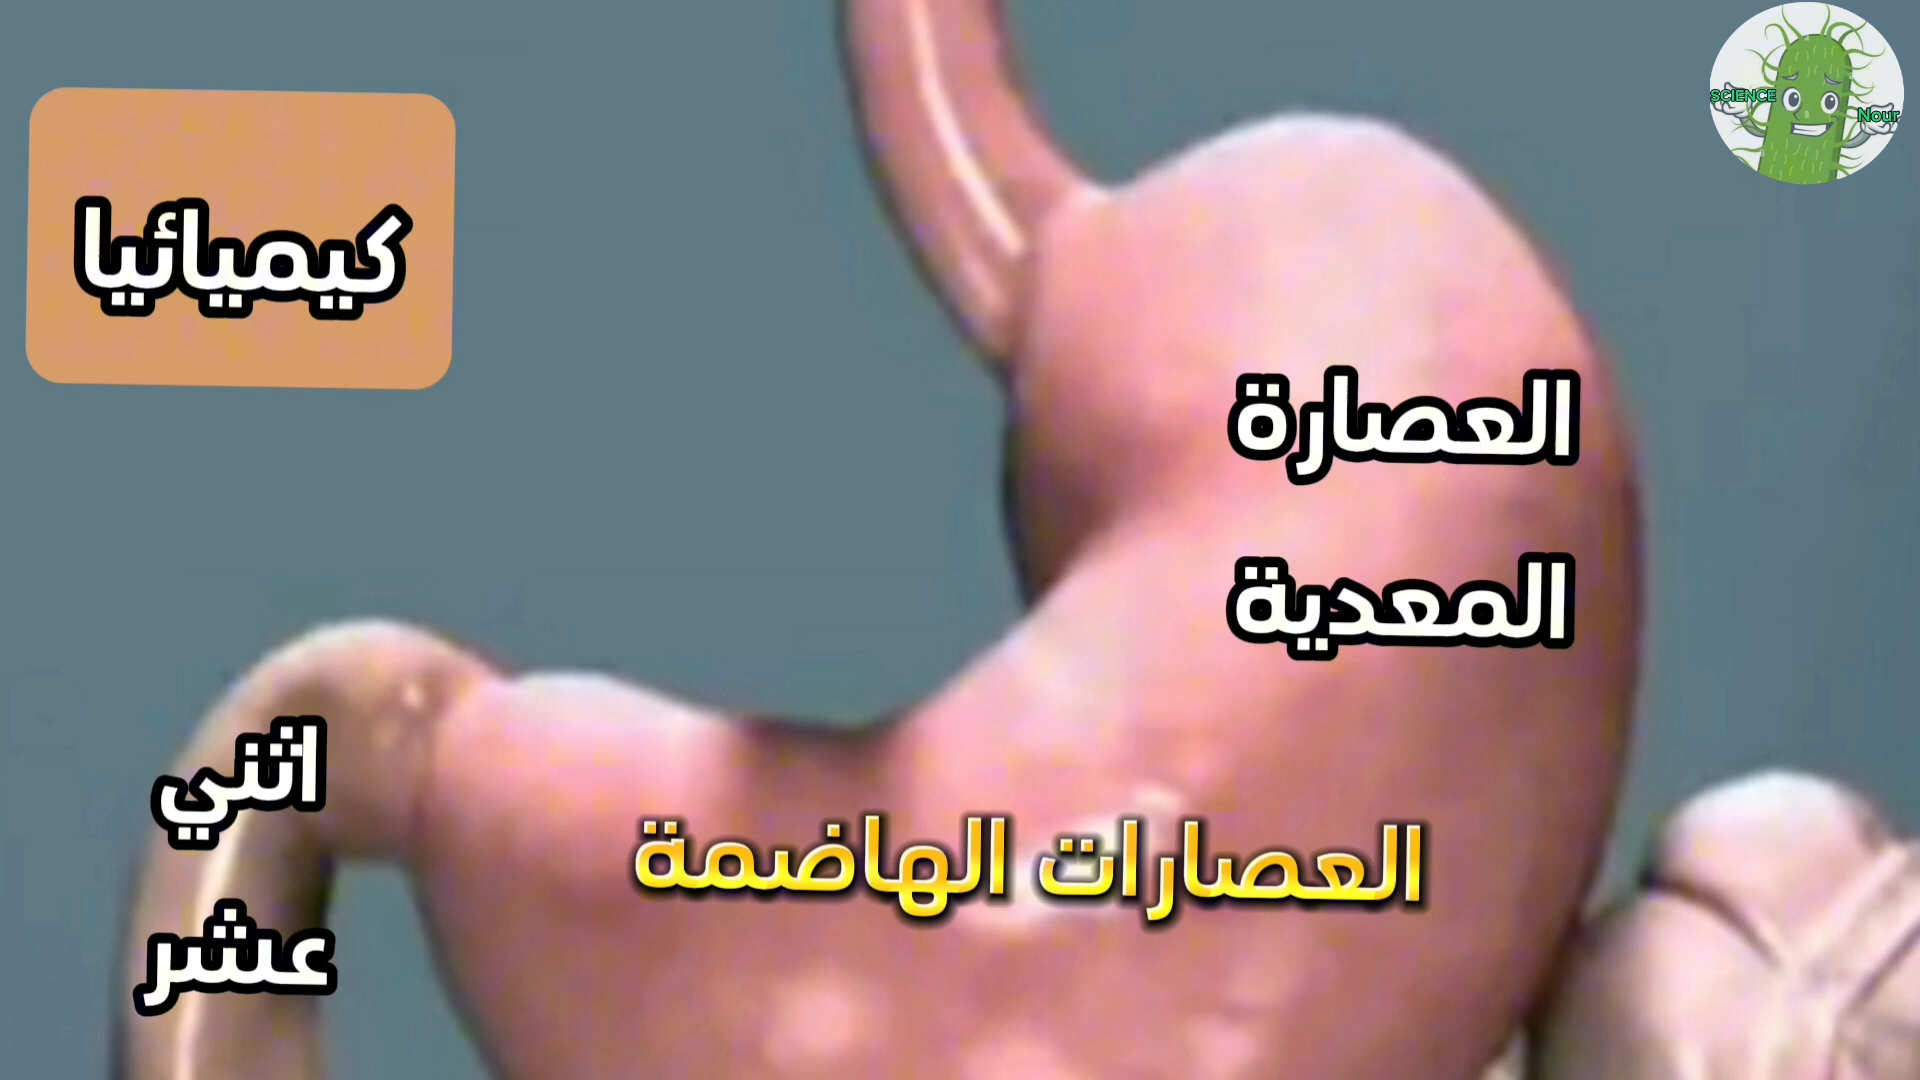 SCIENCE
Nour
كيميائيا
العصارة
المعدية
اثني
عشر
العصارات الهاضمة